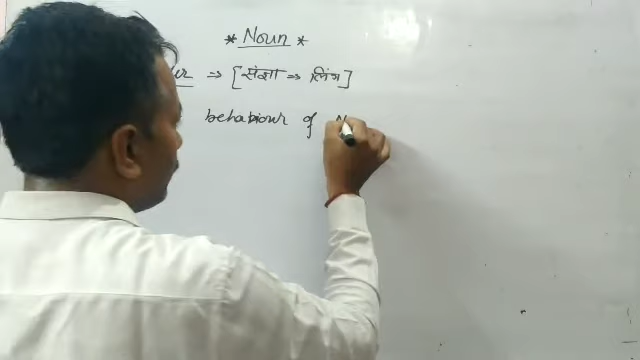 * Noun *
⇒ [संज्ञा ⇒ लिंग]
behaviour of